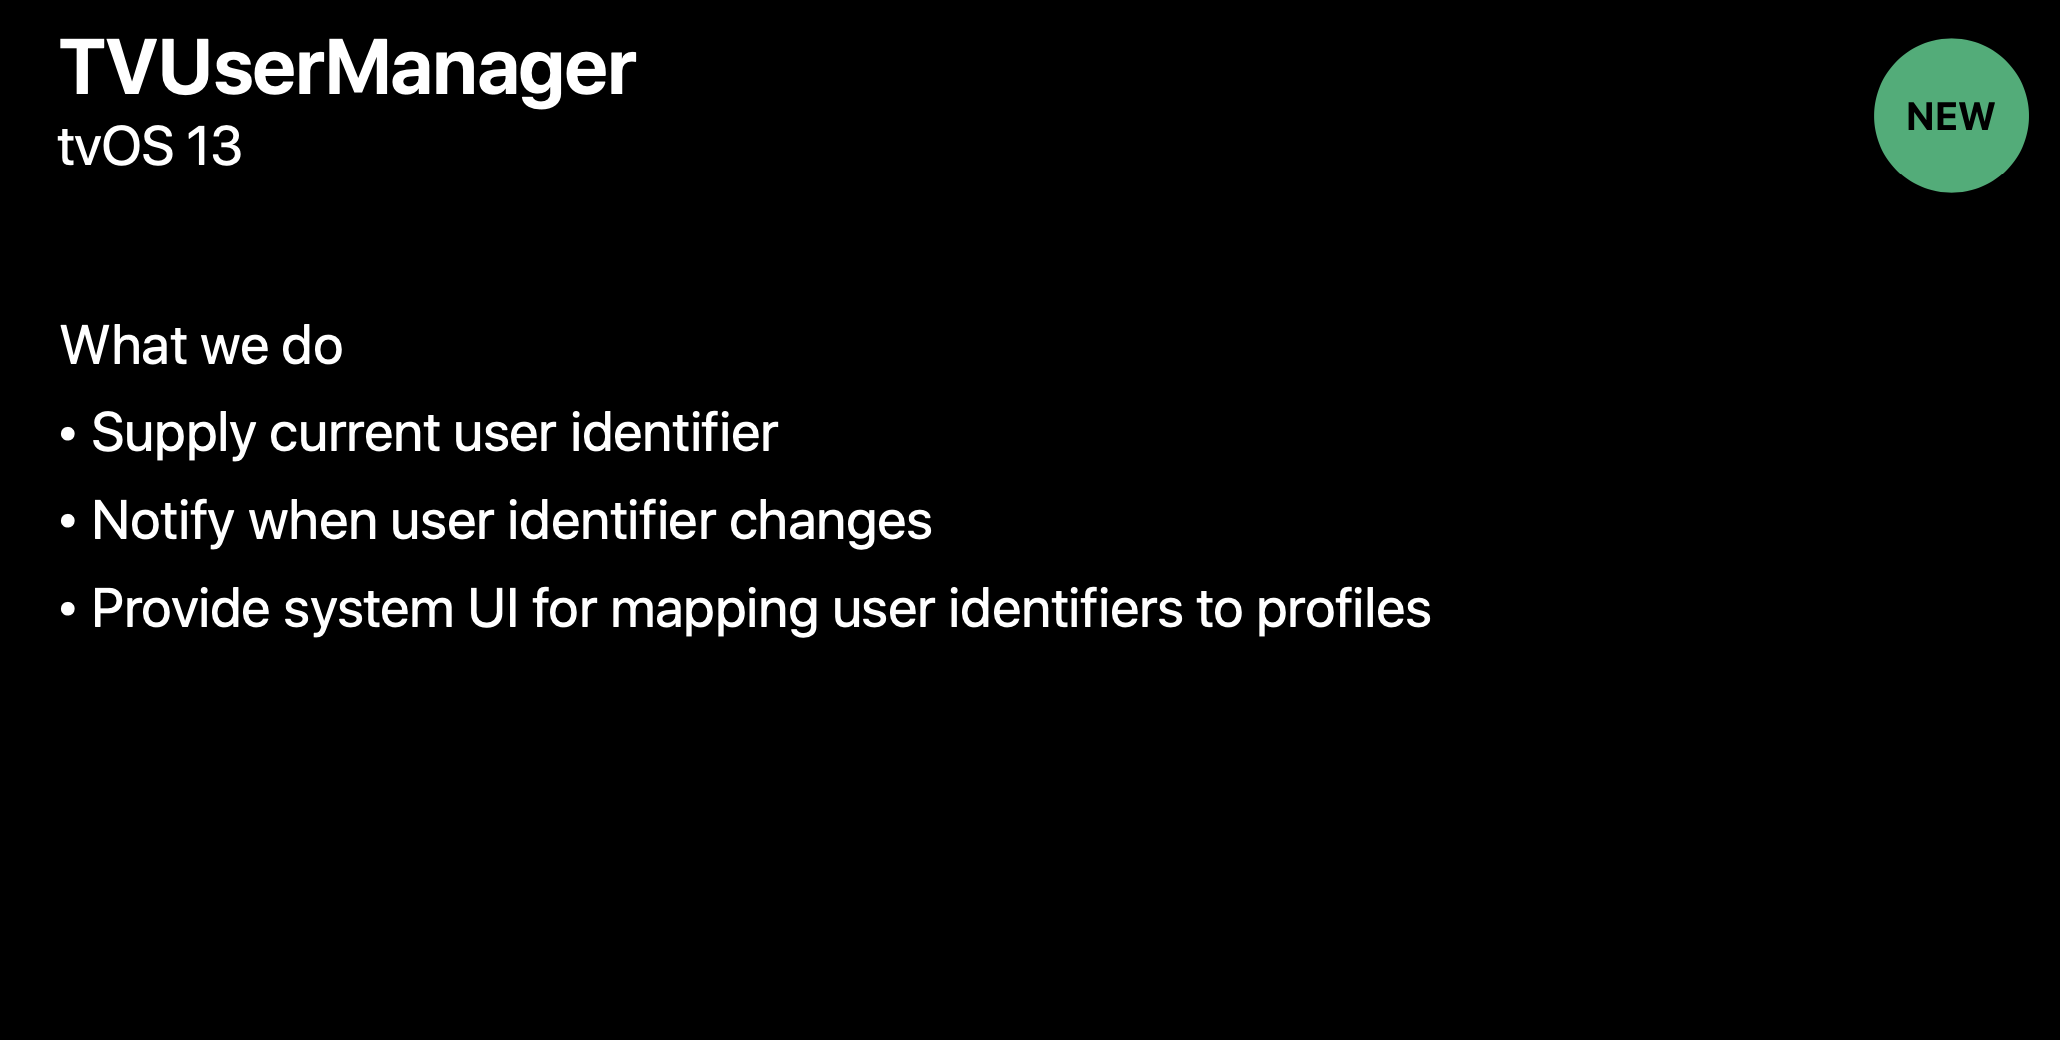 TVUserManager
tvOS 13
NEW
What we do
• Supply current user identifier
• Notify when user identifier changes
• Provide system UI for mapping user identifiers to profiles